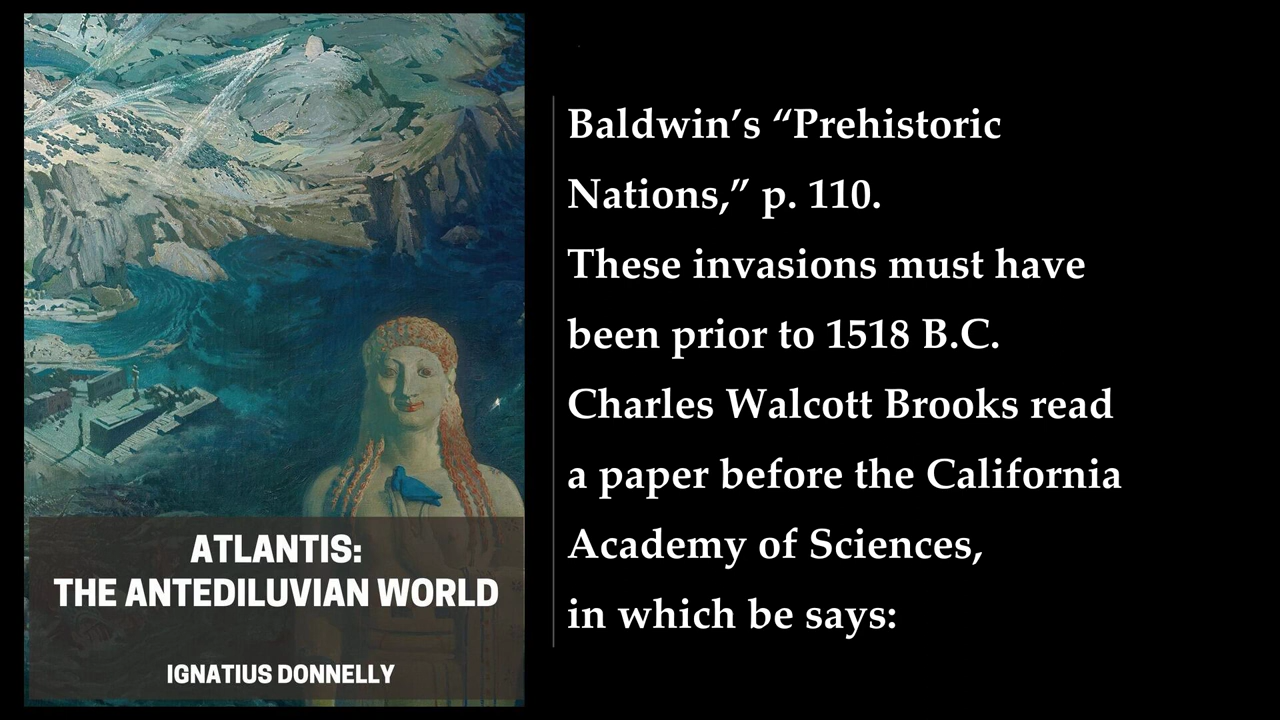 ATLANTIS:
THE ANTEDILUVIAN WORLD
IGNATIUS DONNELLY
Baldwin’s “Prehistoric
Nations,” p. 110.
These invasions must have
been prior to 1518 B.C.
Charles Walcott Brooks read
a paper before the California
Academy of Sciences,
in which be says: